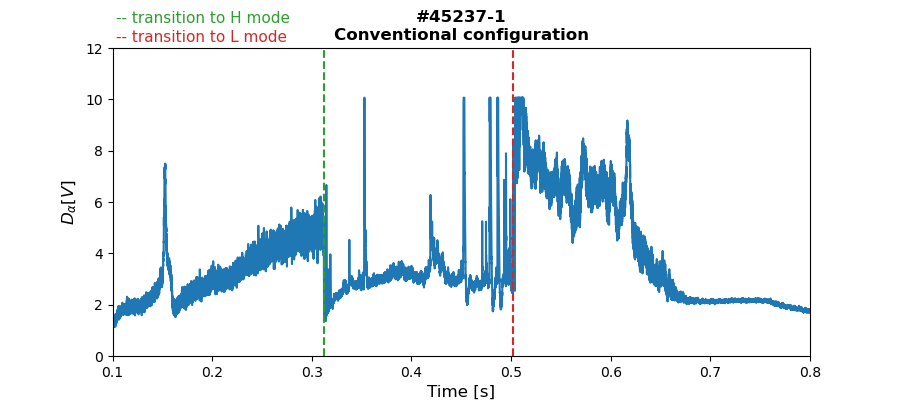 -- transition to H mode
-- transition to L mode
#45237-1
Conventional configuration
12
10
8
6
4
2
0
Dα[V]
0.1 0.2 0.3 0.4 0.5 0.6 0.7 0.8
Time [s]